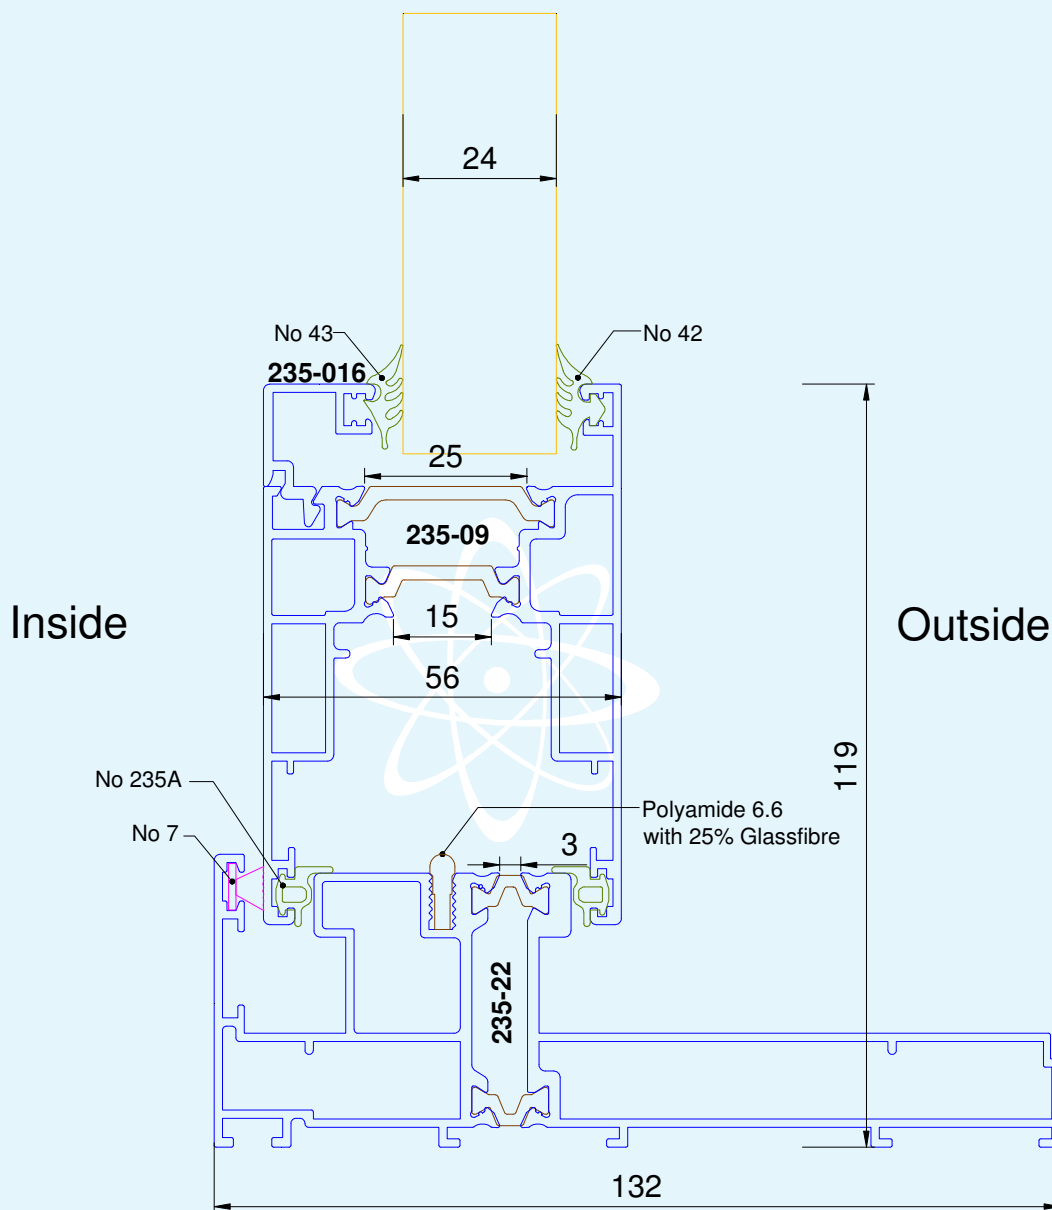 24
No 43
No 42
235-016
25
235-09
Inside
Outside
15
56
119
No 235A
No 7
Polyamide 6.6
with 25% Glassfibre
3
235-22
132